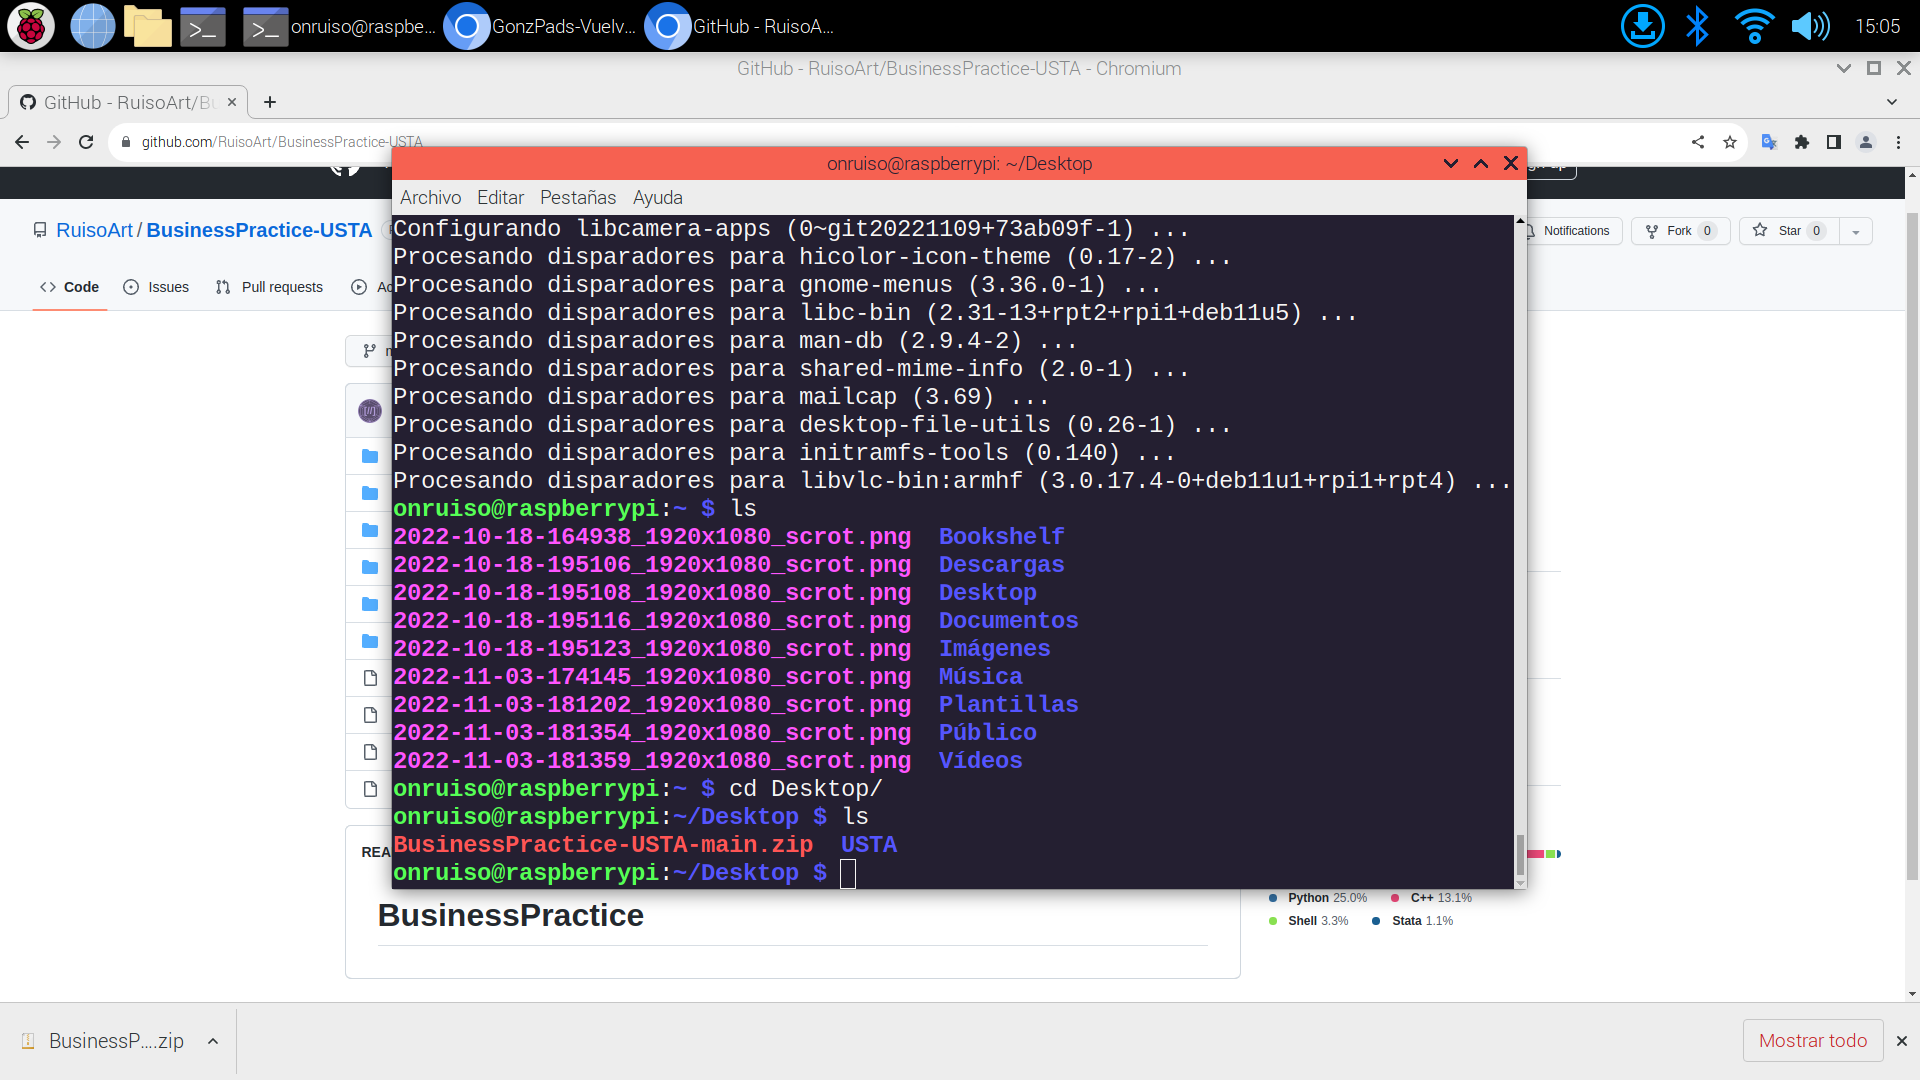 onruiso@raspbe...
GonzPads-Vuelv...
GitHub - RuisoA...
15:05
GitHub - RuisoArt/BusinessPractice-USTA - Chromium
GitHub - RuisoArt/Bu
github.com/RuisoArt/BusinessPractice-USTA
onruiso@raspberrypi: ~/Desktop
Archivo Editar Pestañas Ayuda
RuisoArt / BusinessPractice-USTA
Notifications
Fork 0
Star 0
Code
Issues
Pull requests
Ac
Configurando libcamera-apps (0~git20221109+73ab09f-1) ...
Procesando disparadores para hicolor-icon-theme (0.17-2) ...
Procesando disparadores para gnome-menus (3.36.0-1) ...
Procesando disparadores para libc-bin (2.31-13+rpt2+rpi1+deb11u5) ...
Procesando disparadores para man-db (2.9.4-2) ...
Procesando disparadores para shared-mime-info (2.0-1) ...
Procesando disparadores para mailcap (3.69) ...
Procesando disparadores para desktop-file-utils (0.26-1) ...
Procesando disparadores para initramfs-tools (0.140) ...
Procesando disparadores para libvlc-bin:armhf (3.0.17.4-0+deb11u1+rpi1+rpt4) ...
onruiso@raspberrypi:~ $ ls
2022-10-18-164938_1920x1080_scrot.png  Bookshelf
2022-10-18-195106_1920x1080_scrot.png  Descargas
2022-10-18-195108_1920x1080_scrot.png  Desktop
2022-10-18-195116_1920x1080_scrot.png  Documentos
2022-10-18-195123_1920x1080_scrot.png  Imágenes
2022-11-03-174145_1920x1080_scrot.png  Música
2022-11-03-181202_1920x1080_scrot.png  Plantillas
2022-11-03-181354_1920x1080_scrot.png  Público
2022-11-03-181359_1920x1080_scrot.png  Vídeos
onruiso@raspberrypi:~ $ cd Desktop/
onruiso@raspberrypi:~/Desktop $ ls
BusinessPractice-USTA-main.zip  USTA
onruiso@raspberrypi:~/Desktop $
REA
BusinessPractice
Python 25.0%
C++ 13.1%
Shell 3.3%
Stata 1.1%
BusinessP....zip
Mostrar todo